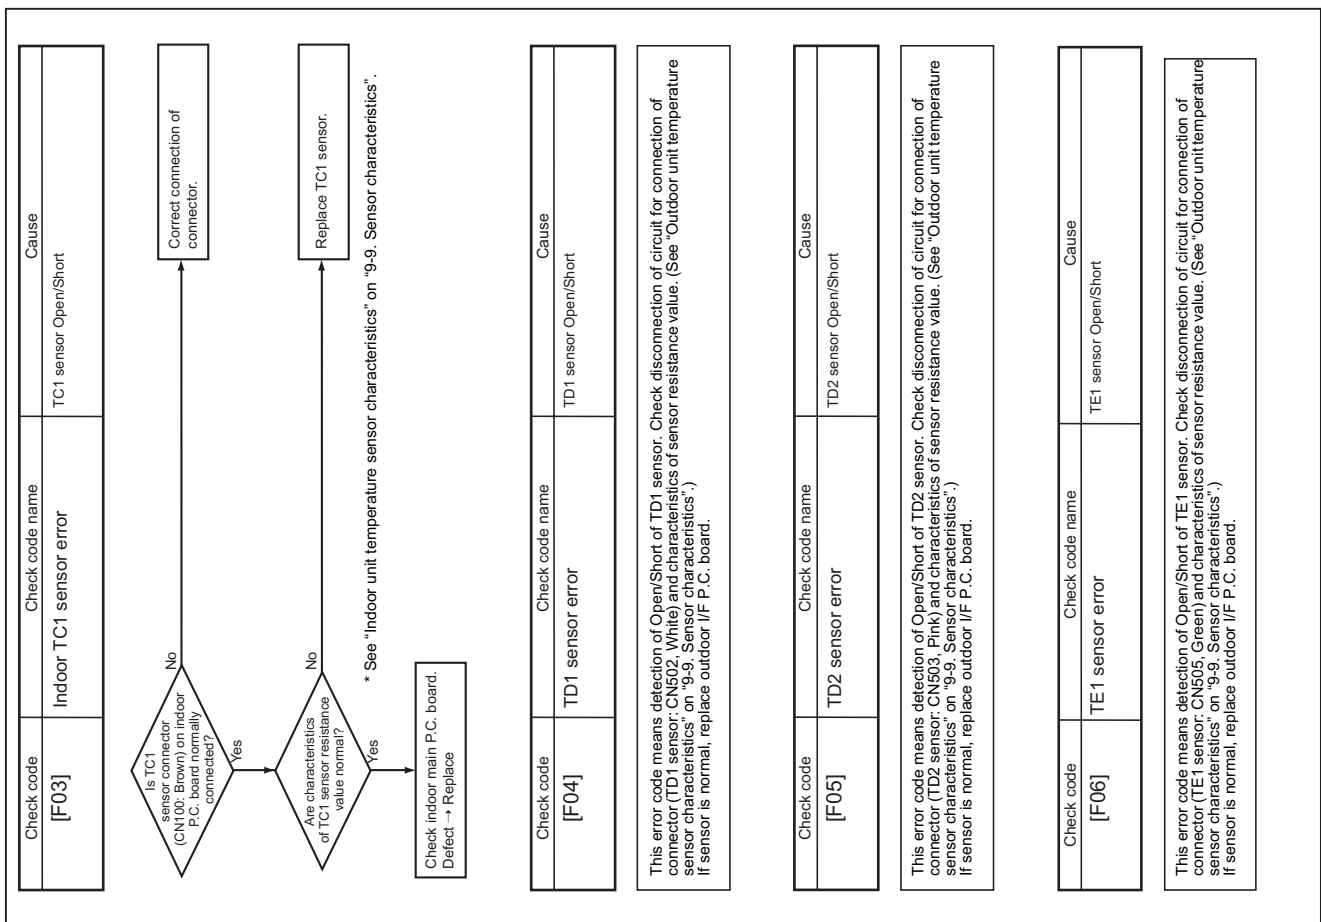 Check code
Check code name
Cause
[F03]
Indoor TC1 sensor error
TC1 sensor Open/Short
Is TC1
sensor connector
(CN100: Brown) on indoor
P.C. board normally
connected?
No
Correct connection of
connector.
Yes
Are characteristics
of TC1 sensor resistance
value normal?
No
Replace TC1 sensor.
Yes
* See “Indoor unit temperature sensor characteristics” on “9-9. Sensor characteristics”.
Check indoor main P.C. board.
Defect → Replace
Check code
Check code name
Cause
[F04]
TD1 sensor error
TD1 sensor Open/Short
This error code means detection of Open/Short of TD1 sensor. Check disconnection of circuit for connection of
connector (TD1 sensor: CN502, White) and characteristics of sensor resistance value. (See “Outdoor unit temperature
sensor characteristics” on “9-9. Sensor characteristics”.)
If sensor is normal, replace outdoor I/F P.C. board.
Check code
Check code name
Cause
[F05]
TD2 sensor error
TD2 sensor Open/Short
This error code means detection of Open/Short of TD2 sensor. Check disconnection of circuit for connection of
connector (TD2 sensor: CN503, Pink) and characteristics of sensor resistance value. (See “Outdoor unit temperature
sensor characteristics” on “9-9. Sensor characteristics”.)
If sensor is normal, replace outdoor I/F P.C. board.
Check code
Check code name
Cause
[F06]
TE1 sensor error
TE1 sensor Open/Short
This error code means detection of Open/Short of TE1 sensor. Check disconnection of circuit for connection of
connector (TE1 sensor: CN505, Green) and characteristics of sensor resistance value. (See “Outdoor unit temperature
sensor characteristics” on “9-9. Sensor characteristics”.)
If sensor is normal, replace outdoor I/F P.C. board.